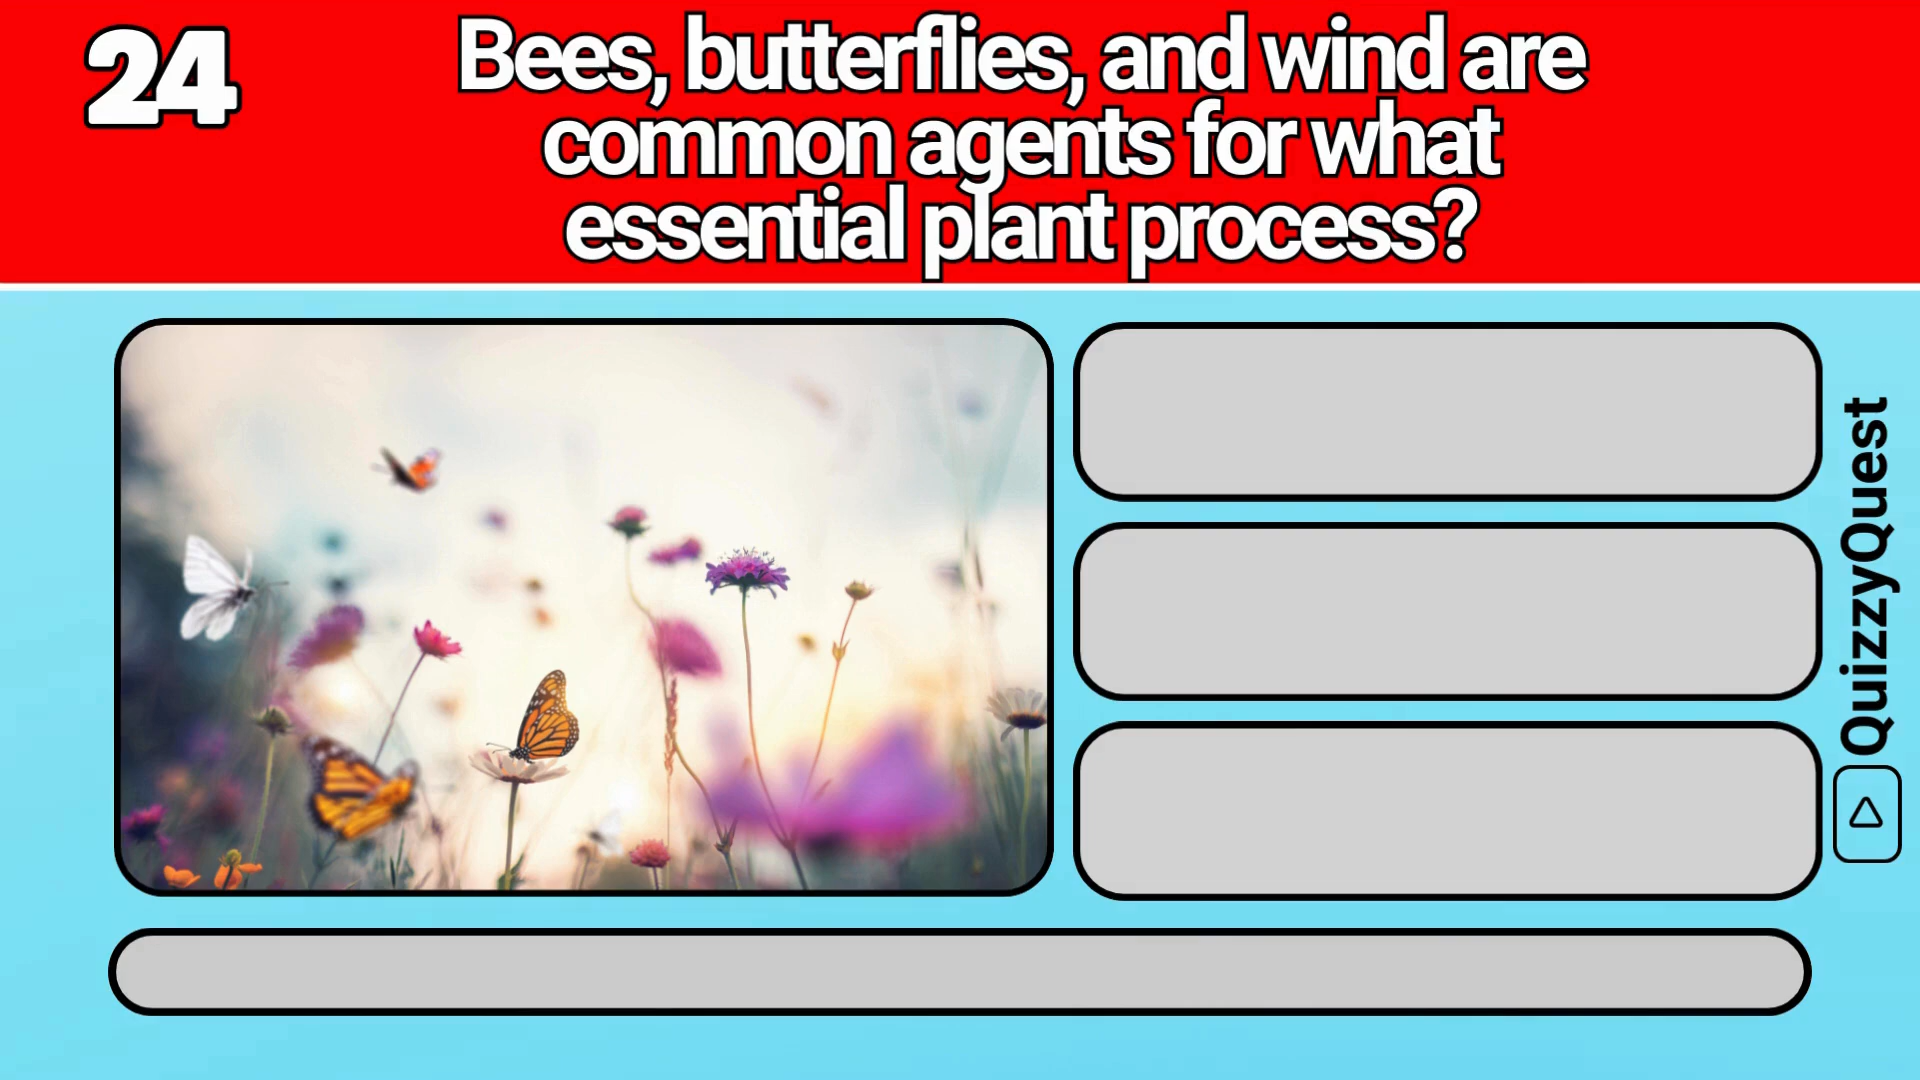 24
Bees, butterflies, and wind are
common agents for what
essential plant process?
QuizzyQuest